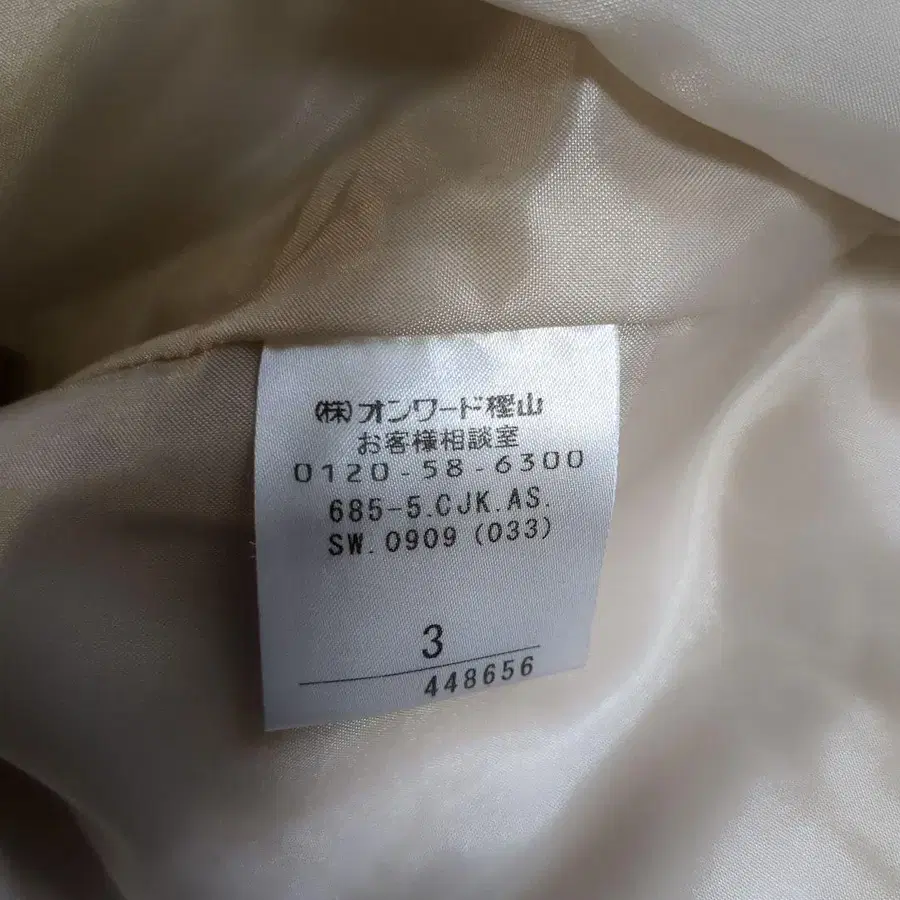 (株)オンワード樫山
お客様相談室
0120-58-6300
685-5.CJK.AS.
SW.0909 (033)
3
448656